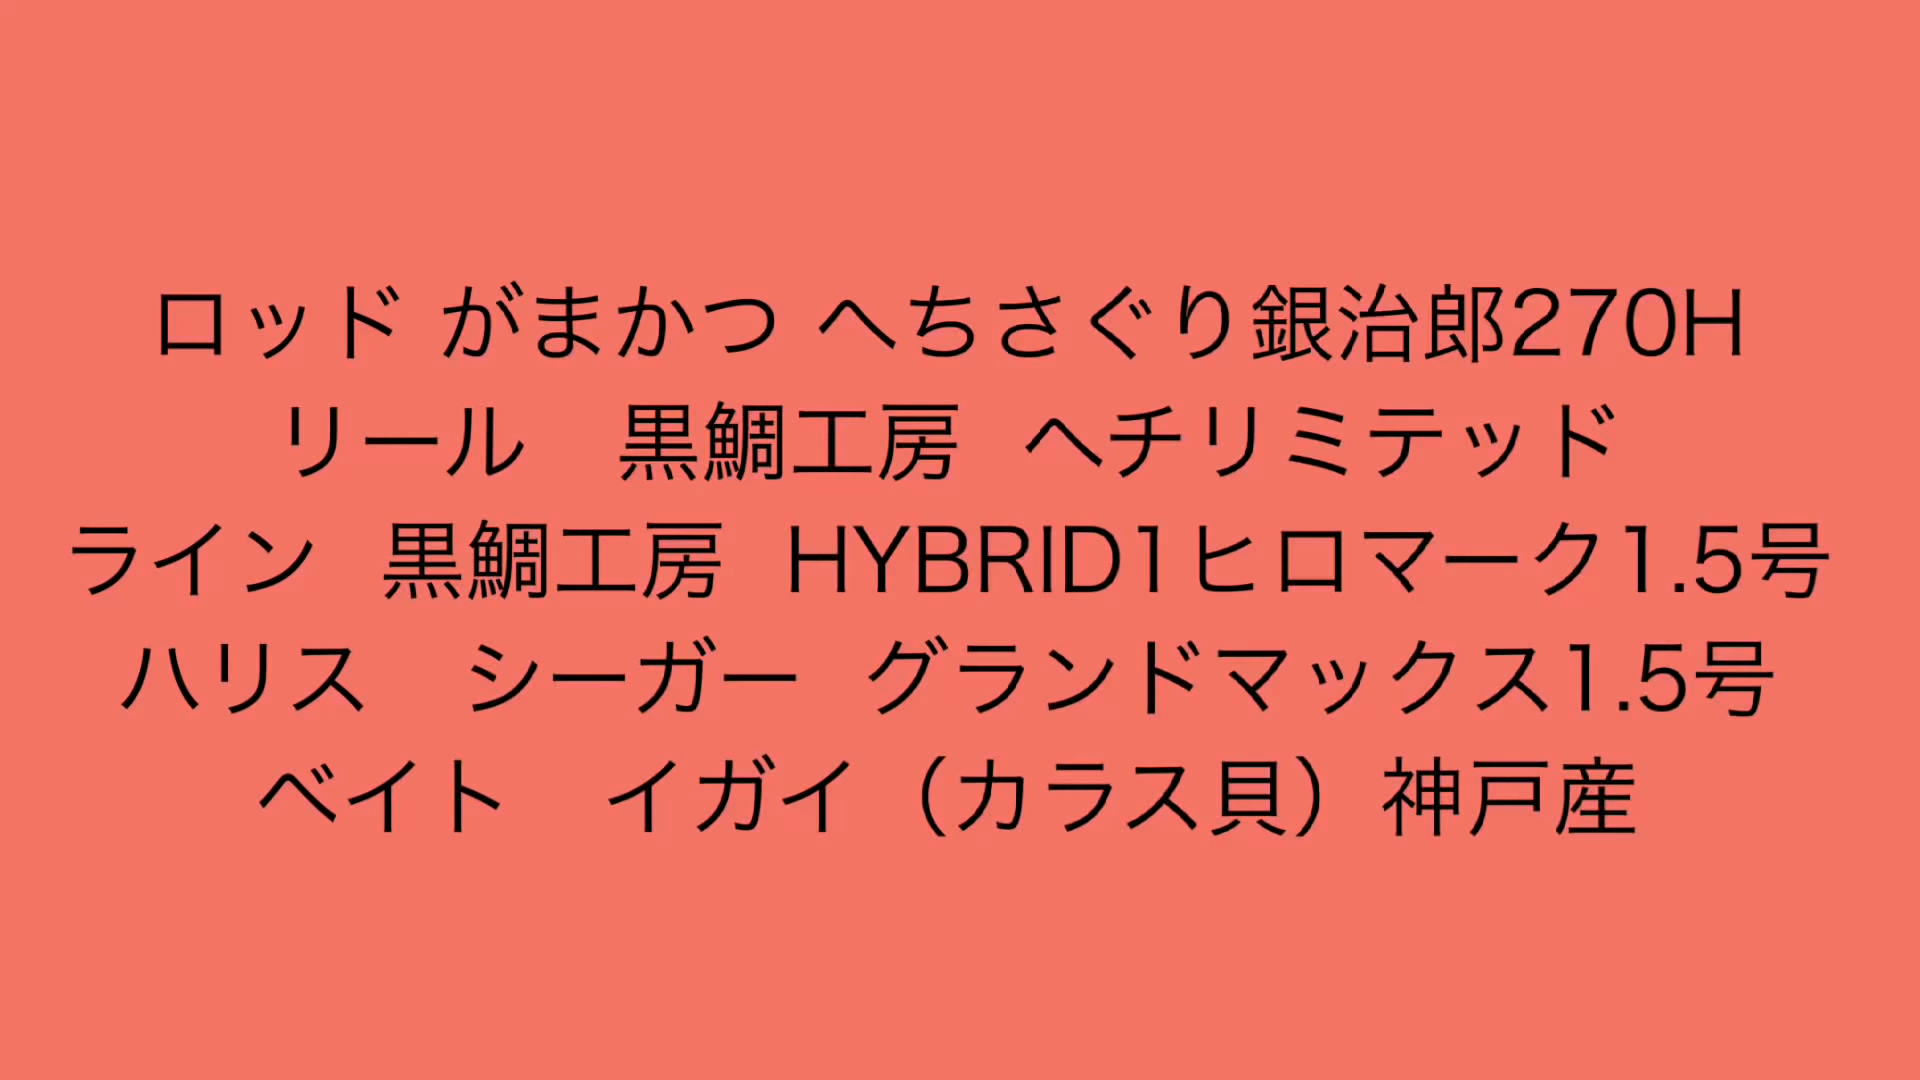 ロッド がまかつ へちさぐり銀治郎270H
リール　黒鯛工房 ヘチリミテッド
ライン 黒鯛工房 HYBRID1ヒロマーク1.5号
ハリス　シーガー グランドマックス1.5号
ベイト　イガイ（カラス貝）神戸産